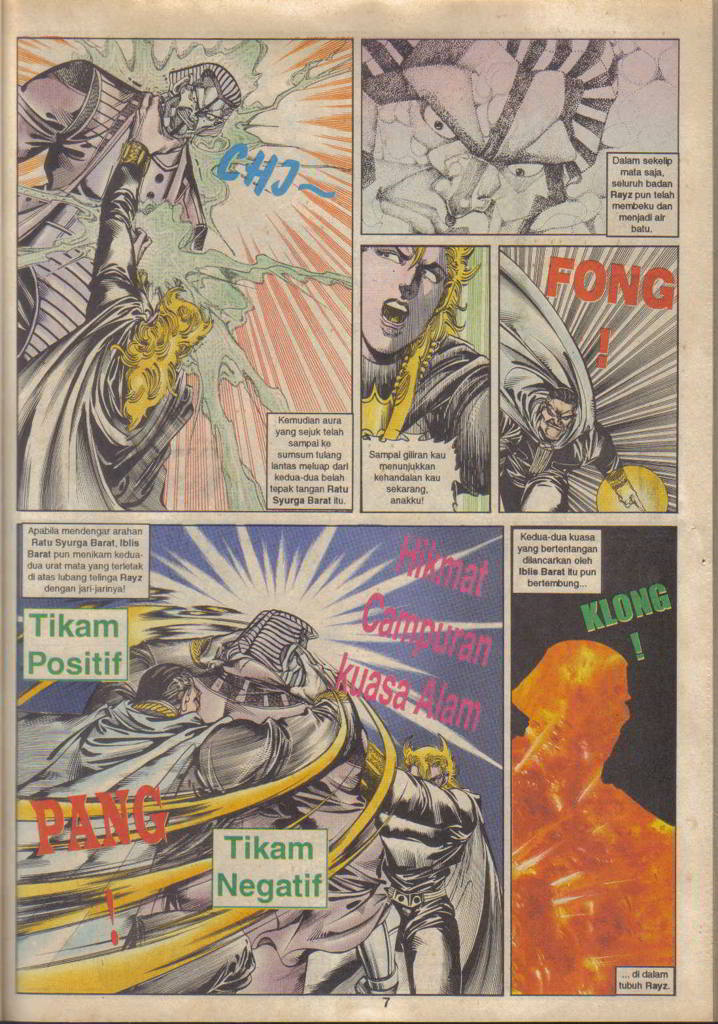 CHI~
Kemudian aura
yang sejuk telah
sampai ke
sumsum tulang
lantas meluap dari
kedua-dua belah
tepak tangan Ratu
Syurga Barat itu.
Dalam sekelip
mata saja,
seluruh badan
Rayz pun telah
membeku dan
menjadi air
batu.
Sampai giliran kau
menunjukkan
kehandalan kau
sekarang,
anakku!
FONG
!
Apabila mendengar arahan
Ratu Syurga Barat, Iblis
Barat pun menikam kedua-
dua urat mata yang terletak
di atas lubang telinga Rayz
dengan jari-jarinya!
Tikam
Positif
Hikmat
Campuran
kuasa Alam
PANG
!
Tikam
Negatif
Kedua-dua kuasa
yang bertentangan
dilancarkan oleh
Iblis Barat itu pun
bertembung...
KLONG
!
... di dalam
tubuh Rayz.
7